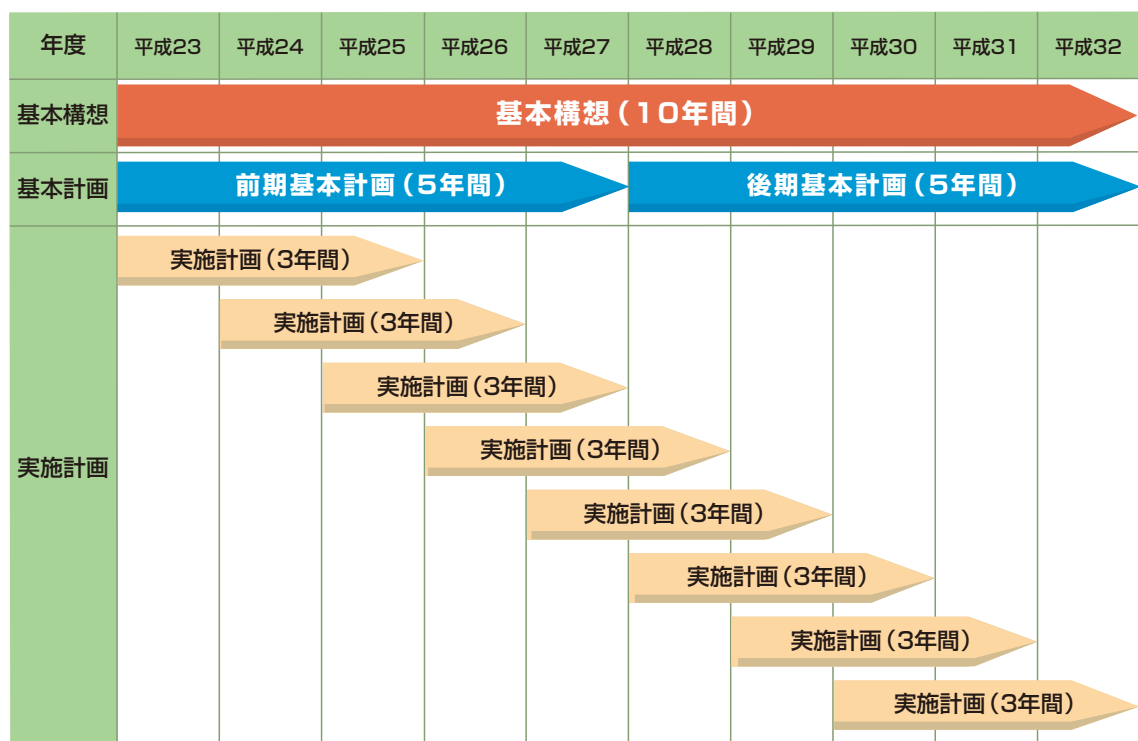 年度 平成23 平成24 平成25 平成26 平成27 平成28 平成29 平成30 平成31 平成32
基本構想 基本構想（10年間）
基本計画 前期基本計画（5年間） 後期基本計画（5年間）
実施計画（3年間）
実施計画（3年間）
実施計画（3年間）
実施計画（3年間）
実施計画
実施計画（3年間）
実施計画（3年間）
実施計画（3年間）
実施計画（3年間）